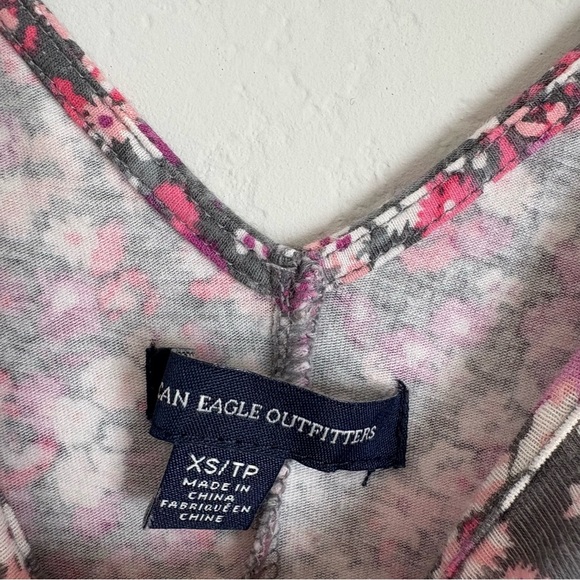 CAN EAGLE OUTFITTERS
XS/TP
MADE IN
CHINA
FABRIQUÉ EN
CHINE